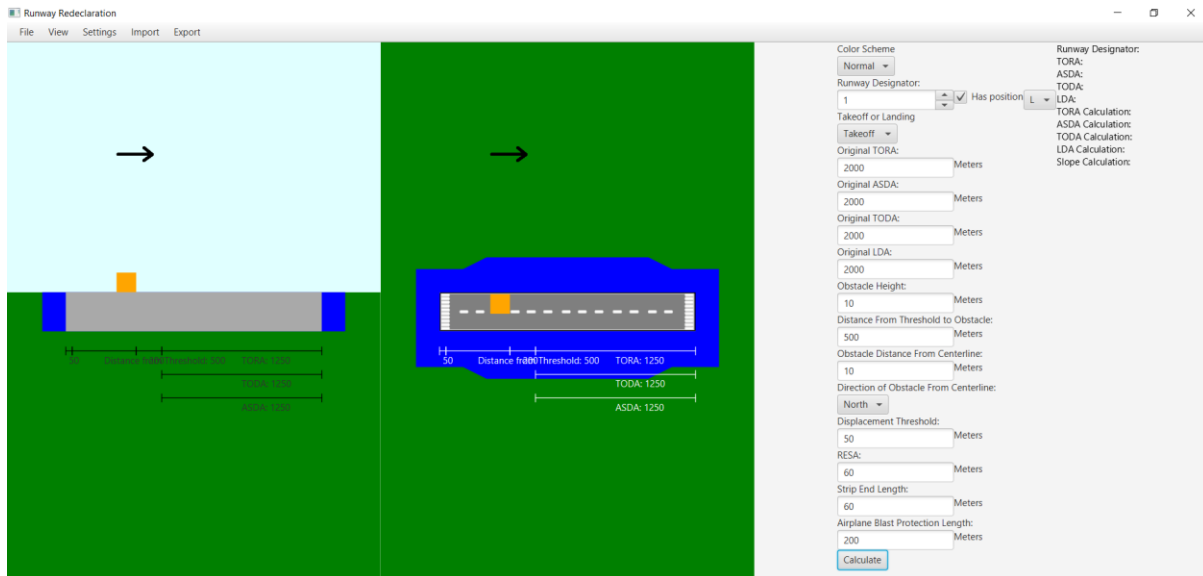 Runway Redeclaration
File View Settings Import Export
50 Distance from Threshold: 500 TORA: 1250
TODA: 1250
ASDA: 1250
50 Distance from Threshold: 500 TORA: 1250
TODA: 1250
ASDA: 1250
Color Scheme
Normal
Runway Designator:
1 Has position L
Takeoff or Landing
Takeoff
Original TORA:
2000 Meters
Original ASDA:
2000 Meters
Original TODA:
2000 Meters
Original LDA:
2000 Meters
Obstacle Height:
10 Meters
Distance From Threshold to Obstacle:
500 Meters
Obstacle Distance From Centerline:
10 Meters
Direction of Obstacle From Centerline:
North
Displacement Threshold:
50 Meters
RESA:
60 Meters
Strip End Length:
60 Meters
Airplane Blast Protection Length:
200 Meters
Calculate
Runway Designator:
TORA:
ASDA:
TODA:
LDA:
TORA Calculation:
ASDA Calculation:
TODA Calculation:
LDA Calculation:
Slope Calculation: